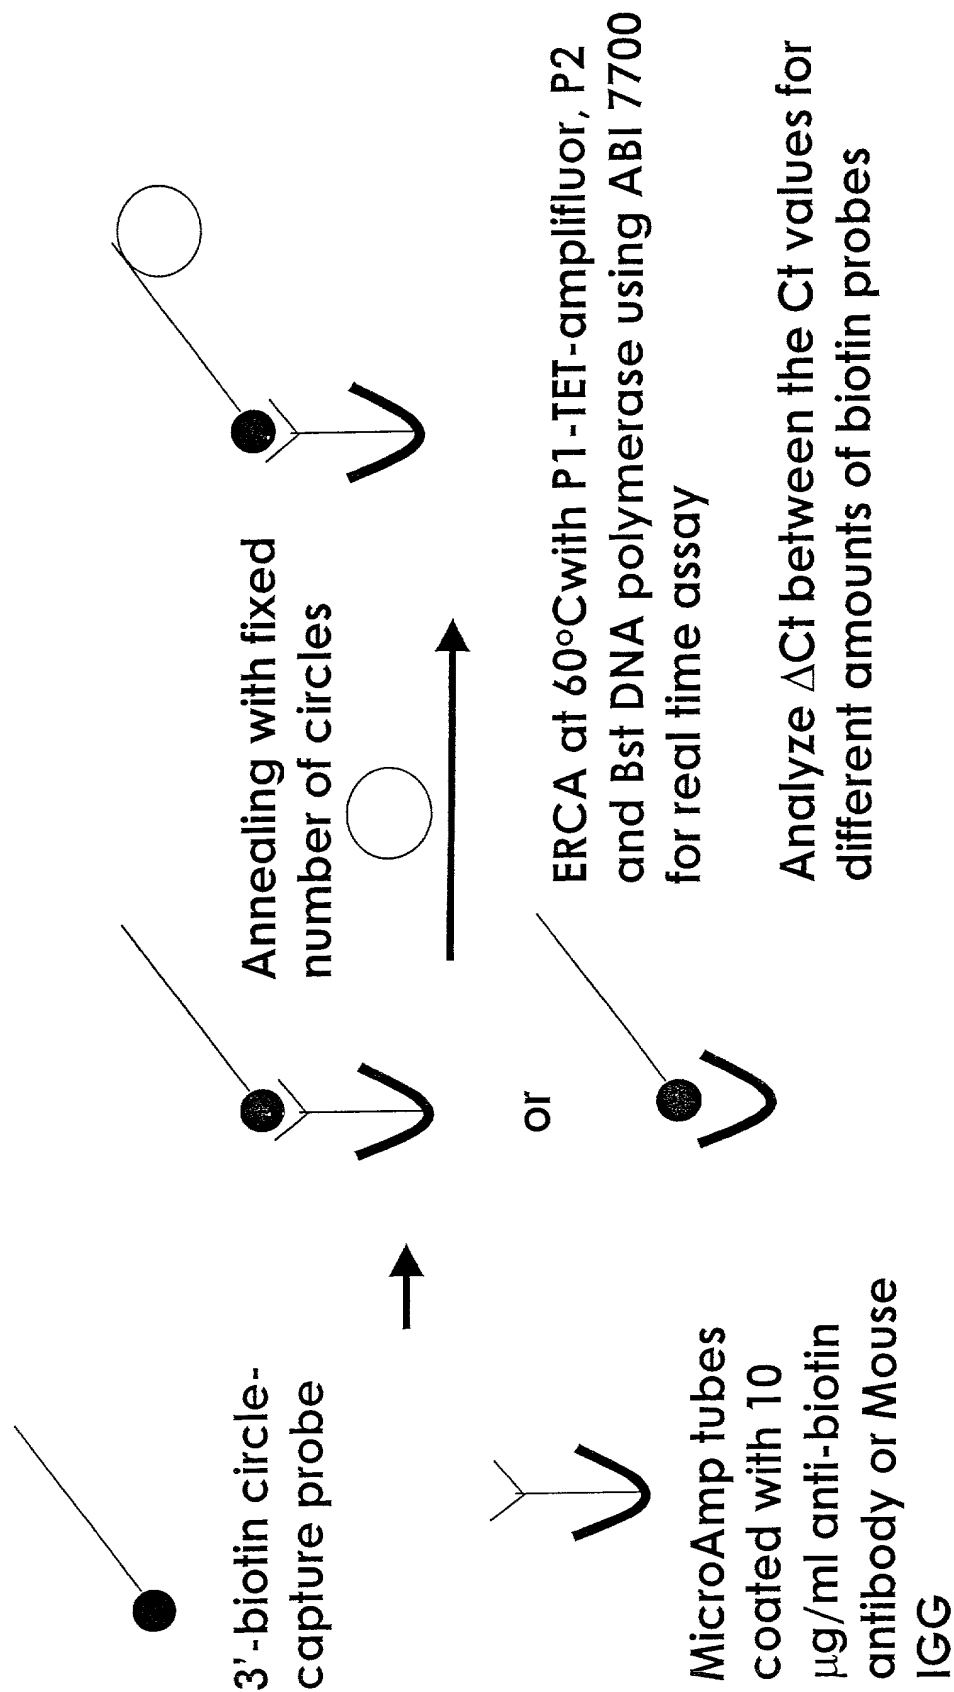 3'-biotin circle-
capture probe
MicroAmp tubes
coated with 10
µg/ml anti-biotin
antibody or Mouse
IGG
or
Annealing with fixed
number of circles
ERCA at 60°Cwith P1-TET-amplifluor, P2
and Bst DNA polymerase using ABI 7700
for real time assay
Analyze ΔCt between the Ct values for
different amounts of biotin probes